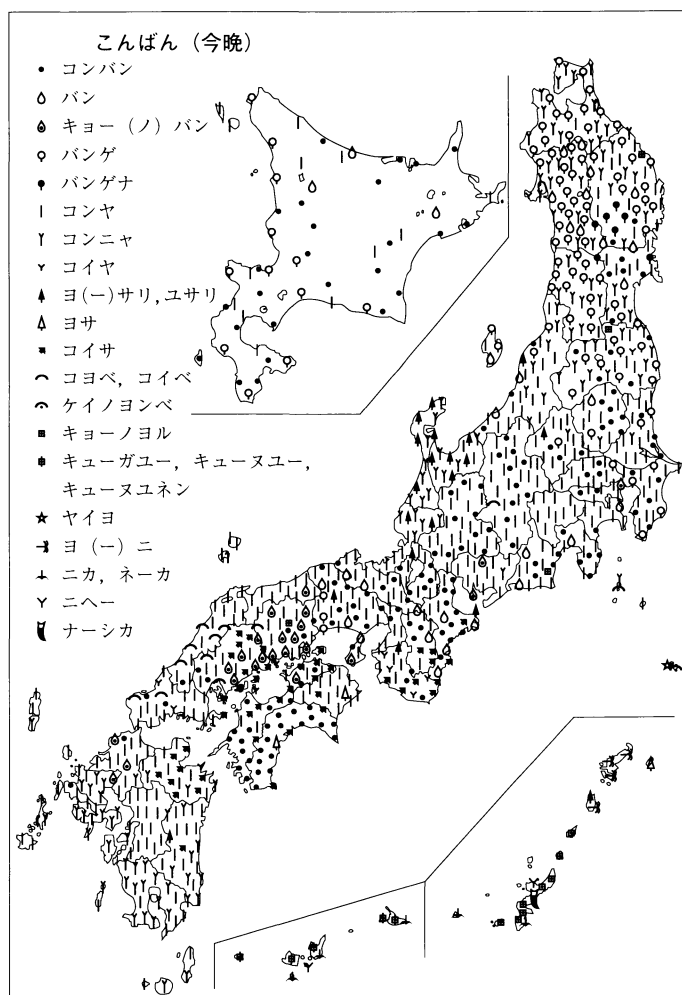 こんばん（今晩）
コンバン
バン
キョー（ノ）バン
バンゲ
バンゲナ
コンヤ
コンニャ
コイヤ
ヨ(ー)サリ，ユサリ
ヨサ
コイサ
コヨベ，コイベ
ケイノヨンベ
キョーノヨル
キューガユー，キューヌユー，
キューヌユネン
ヤイヨ
ヨ（ー）ニ
ニカ，ネーカ
ニヘー
ナーシカ